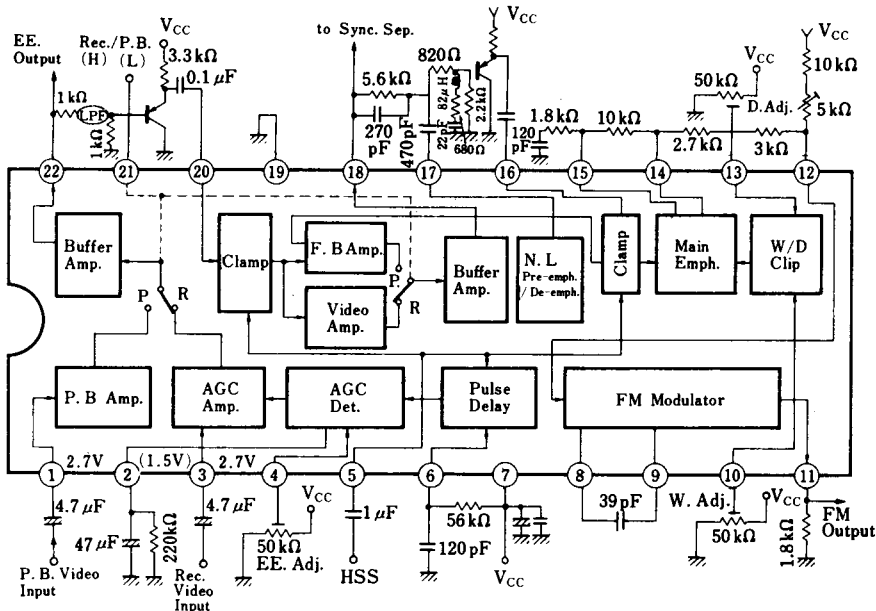 EE.
Output
Rec./P.B.
(H) (L)
VCC
3.3kΩ
0.1μF
1kΩ
LPF
1kΩ
to Sync. Sep.
5.6kΩ
270
pF
470pF
820Ω
82μH
22pF
680Ω
2.2kΩ
VCC
120
pF
1.8kΩ
10kΩ
2.7kΩ
3kΩ
VCC
50kΩ
D. Adj.
VCC
10kΩ
5kΩ
22
21
20
19
18
17
16
15
14
13
12
Buffer
Amp.
Clamp
F. B Amp.
Video
Amp.
P.
R
Buffer
Amp.
N. L
Pre-emph.
/ De-emph.
Clamp
Main
Emph.
W/D
Clip
P
R
P. B Amp.
AGC
Amp.
AGC
Det.
Pulse
Delay
FM Modulator
1
2.7V
2
(1.5V)
3
2.7V
4
5
6
7
8
9
10
11
4.7μF
P. B. Video
Input
47μF
220kΩ
4.7μF
Rec.
Video
Input
VCC
50kΩ
EE. Adj.
1μF
HSS
56kΩ
120pF
VCC
39pF
W. Adj.
VCC
50kΩ
1.8kΩ
FM
Output